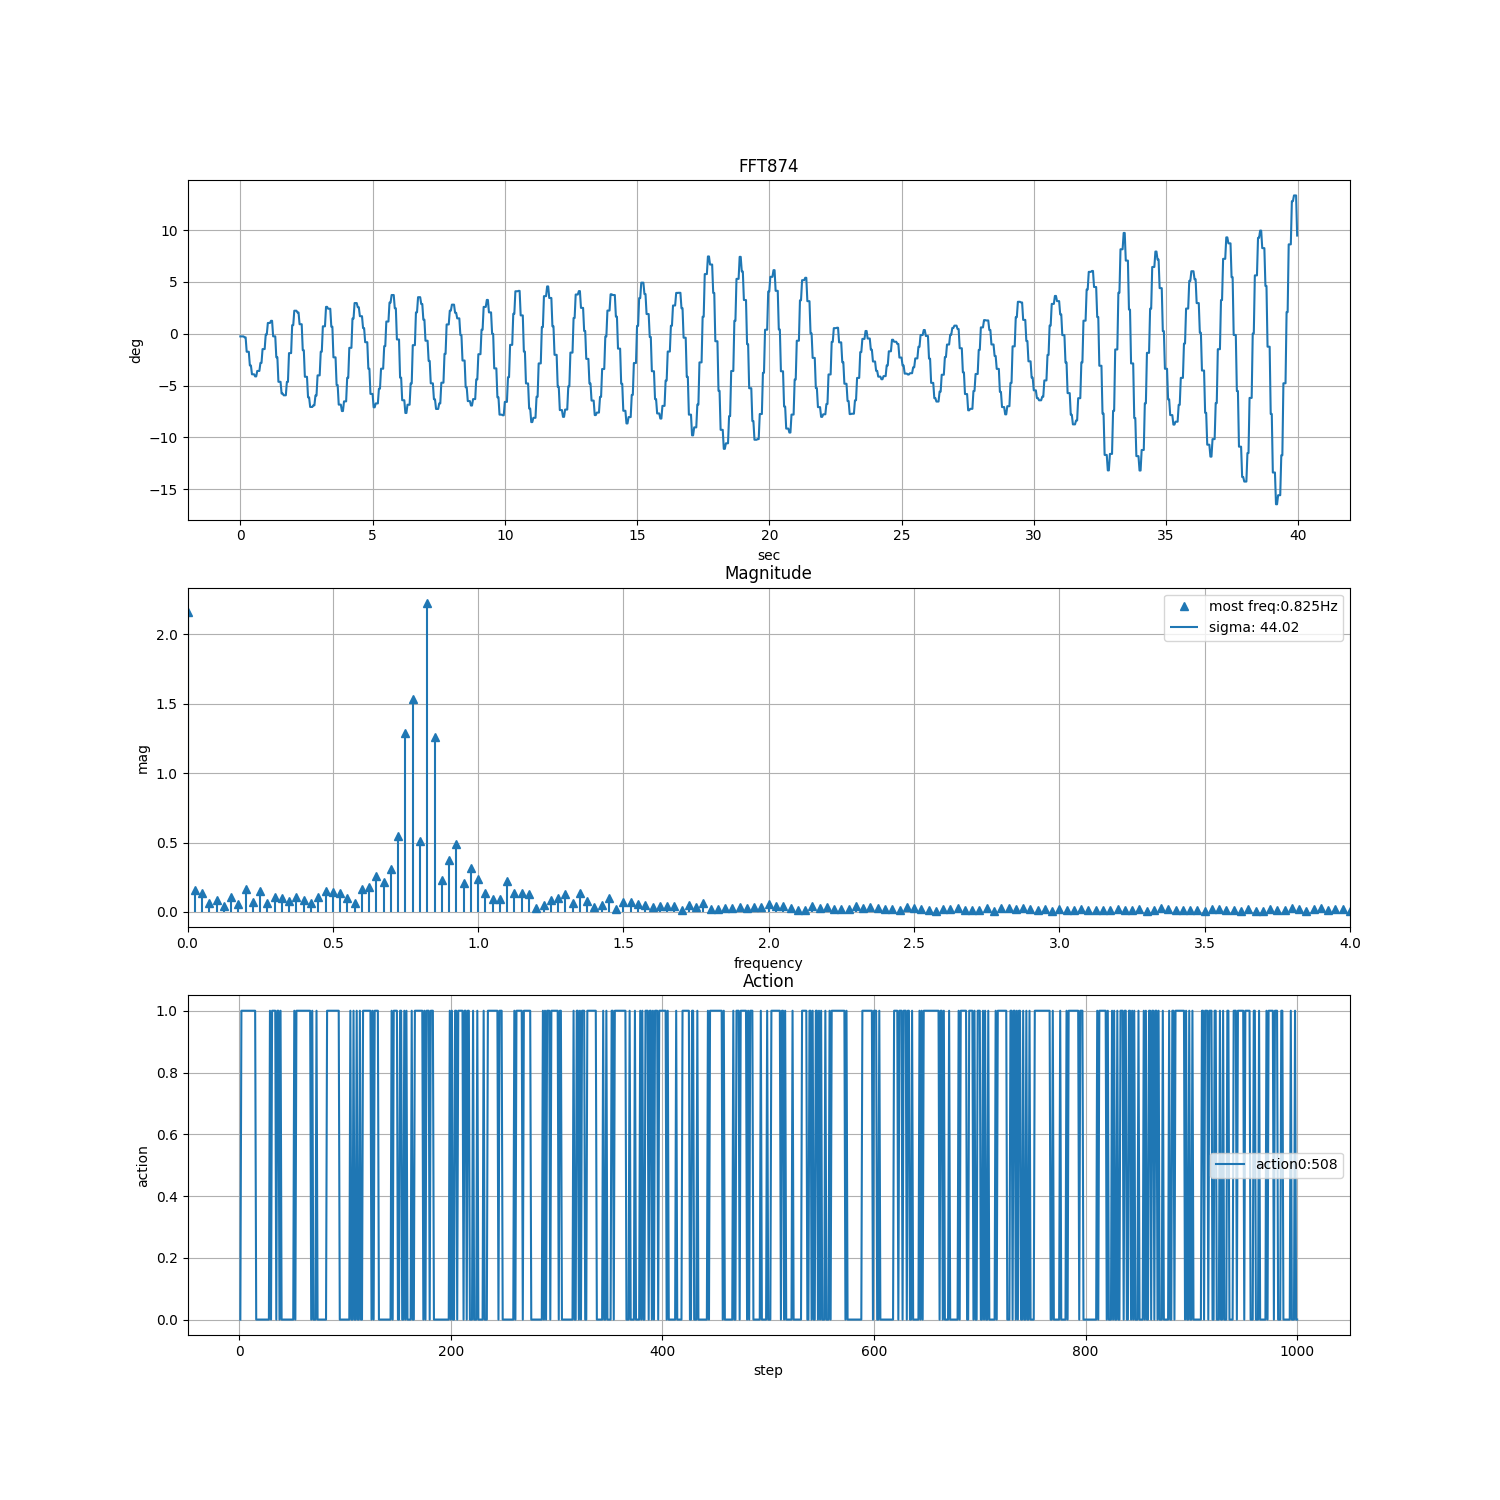 FFT874
10
5
0
−5
−10
−15
deg
0 5 10 15 20 25 30 35 40
sec
Magnitude
most freq:0.825Hz
sigma: 44.02
2.0
1.5
1.0
0.5
0.0
mag
0.0 0.5 1.0 1.5 2.0 2.5 3.0 3.5 4.0
frequency
Action
1.0
0.8
0.6
0.4
0.2
0.0
action
action0:508
0 200 400 600 800 1000
step